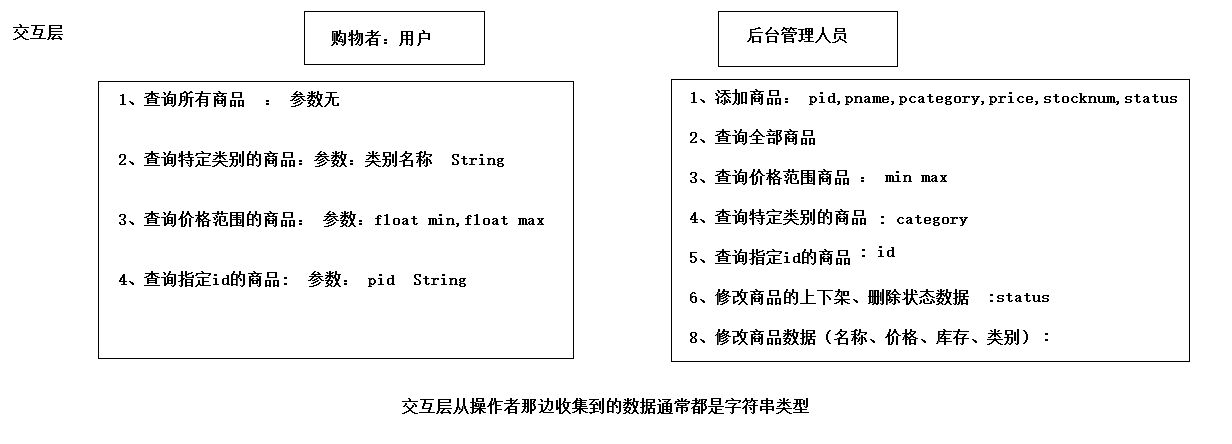 交互层
购物者：用户
后台管理人员
1、查询所有商品 ： 参数无
2、查询特定类别的商品：参数：类别名称 String
3、查询价格范围的商品： 参数：float min,float max
4、查询指定id的商品： 参数： pid String
1、添加商品： pid,pname,pcategory,price,stocknum,status
2、查询全部商品
3、查询价格范围商品 ： min max
4、查询特定类别的商品 : category
5、查询指定id的商品 : id
6、修改商品的上下架、删除状态数据 :status
8、修改商品数据（名称、价格、库存、类别）:
交互层从操作者那边收集到的数据通常都是字符串类型